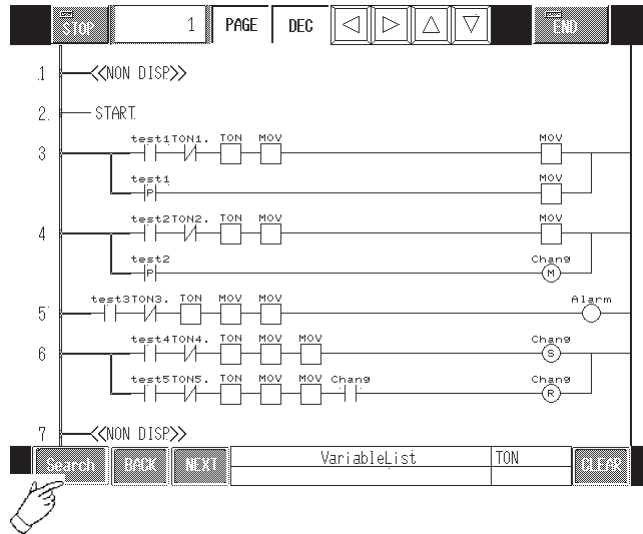 STOP 1 PAGE DEC END
1 <<NON DISP>>
2. START.
test1TON1. TON MOV MOV
3
test1 MOV
P
test2TON2. TON MOV MOV
4
test2 Chang
P M
test3TON3. TON MOV MOV Alarm
5
test4TON4. TON MOV MOV Chang
6 S
test5TON5. TON MOV MOV Chang Chang
R
7 <<NON DISP>>
Search BACK NEXT VariableList TON CLEAR